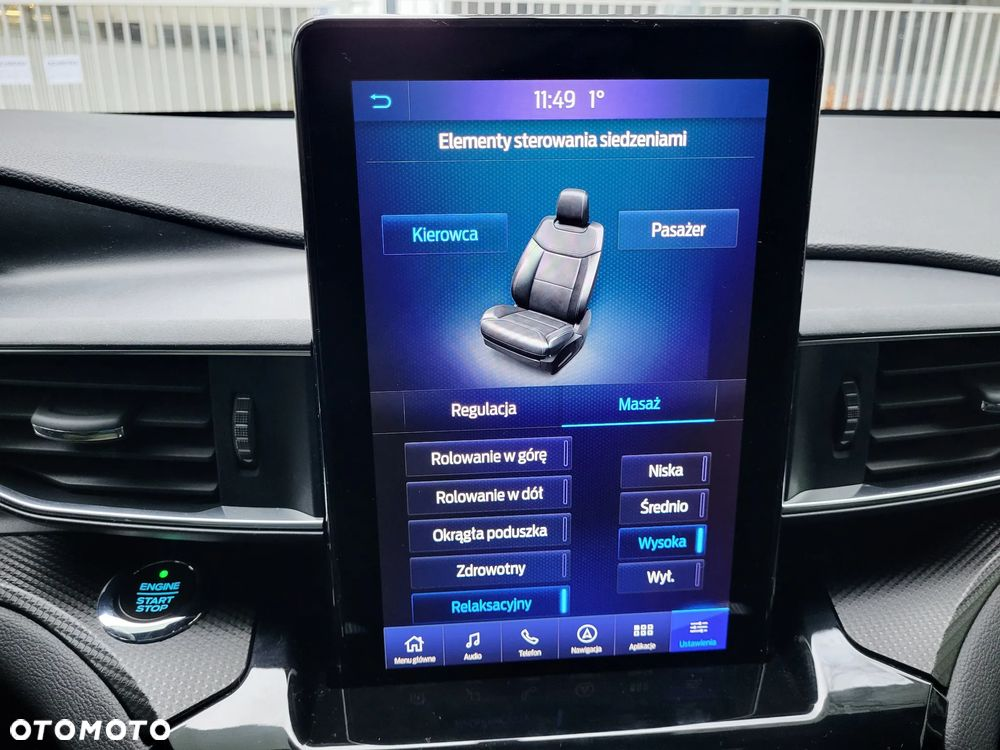 11:49 1°
Elementy sterowania siedzeniami
Kierowca
Pasażer
Regulacja
Masaż
Rolowanie w górę
Rolowanie w dół
Okrągła poduszka
Zdrowotny
Relaksacyjny
Niska
Średnio
Wysoka
Wył.
Menu główne
Audio
Telefon
Nawigacja
Aplikacje
Ustawienia
ENGINE
START
STOP
OTOMOTO